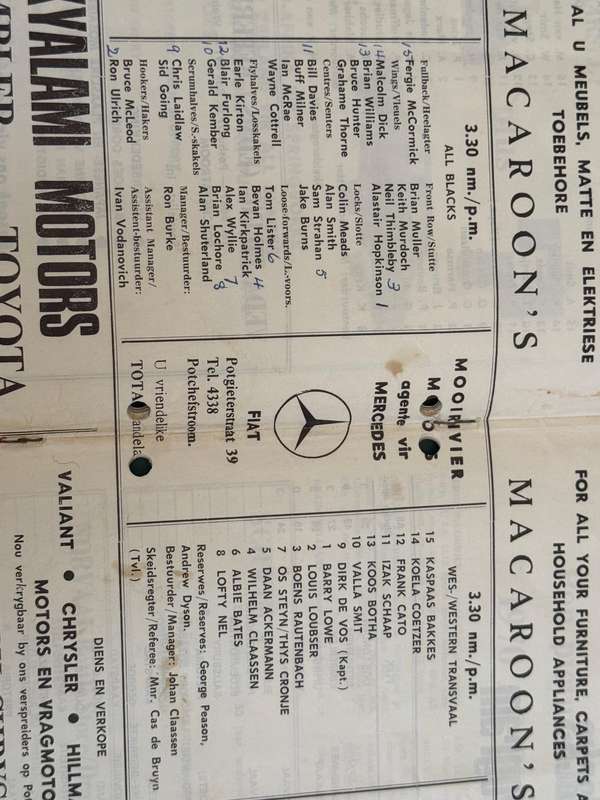 AL U MEUBELS, MATTE EN ELEKTRIESE
TOEBEHORE
MACAROON'S
3.30 nm./p.m.
ALL BLACKS
Fullback/Heelagter
15 Fergie McCormick
Wings/Vleuels
14 Malcolm Dick
13 Brian Williams
Bruce Hunter
Grahame Thorne
Centres/Senters
11 Bill Davies
Buff Milner
Ian McRae
Wayne Cottrell
Flyhalves/Losskakels
Earle Kirton
12 Blair Furlong
10 Gerald Kember
Scrumhalves/S.-skakels
9 Chris Laidlaw
Sid Going
Hookers/Hakers
Bruce McLeod
2 Ron Ulrich
Front Row/Stutte
Brian Muller
Keith Murdoch
Neil Thimbleby 3
Alastair Hopkinson 1
Locks/Slotte
Colin Meads
Alan Smith
Sam Strahan 5
Jake Burns
Loose forwards/L.-voors.
Tom Lister 6
Bevan Holmes 4
Ian Kirkpatrick
Alex Wyllie 7
Brian Lochore 8
Alan Shuterland
Manager/Bestuurder:
Ron Burke
Assistant Manager/
Assistent-bestuurder:
Ivan Vodanovich
KYALAMI MOTORS
TOYOTA
MOOIRIVIER
agente vir
MERCEDES
FIAT
Potgieterstraat 39
Tel. 4338
Potchefstroom.
U vriendelike
FOR ALL YOUR FURNITURE, CARPETS A
HOUSEHOLD APPLIANCES
MACAROON'S
3.30 nm./p.m.
WES-/WESTERN TRANSVAAL
15 KASPAAS BAKKES
14 KOELA COETZER
12 FRANK CATO
11 IZAK SCHAAP
13 KOOS BOTHA
10 VALLA SMIT
9 DIRK DE VOS (Kapt.)
1 BARRY LOWE
2 LOUIS LOUBSER
3 BOENS RAUTENBACH
7 OS STEYN/THYS CRONJE
5 DAAN ACKERMANN
4 WILHELM CLAASSEN
6 ALBIE BATES
8 LOFTY NEL
Reserwes/Reserves: George Peason,
Andrew Dyson.
Bestuurder/Manager: Johan Claassen
Skeidsregter/Referee: Mnr. Cas de Bruyn
(Tvl.)
DIENS EN VERKOPE
VALIANT • CHRYSLER • HILLM
MOTORS EN VRAGMOTO
Nou verkrygbaar by ons verspreiders op Po